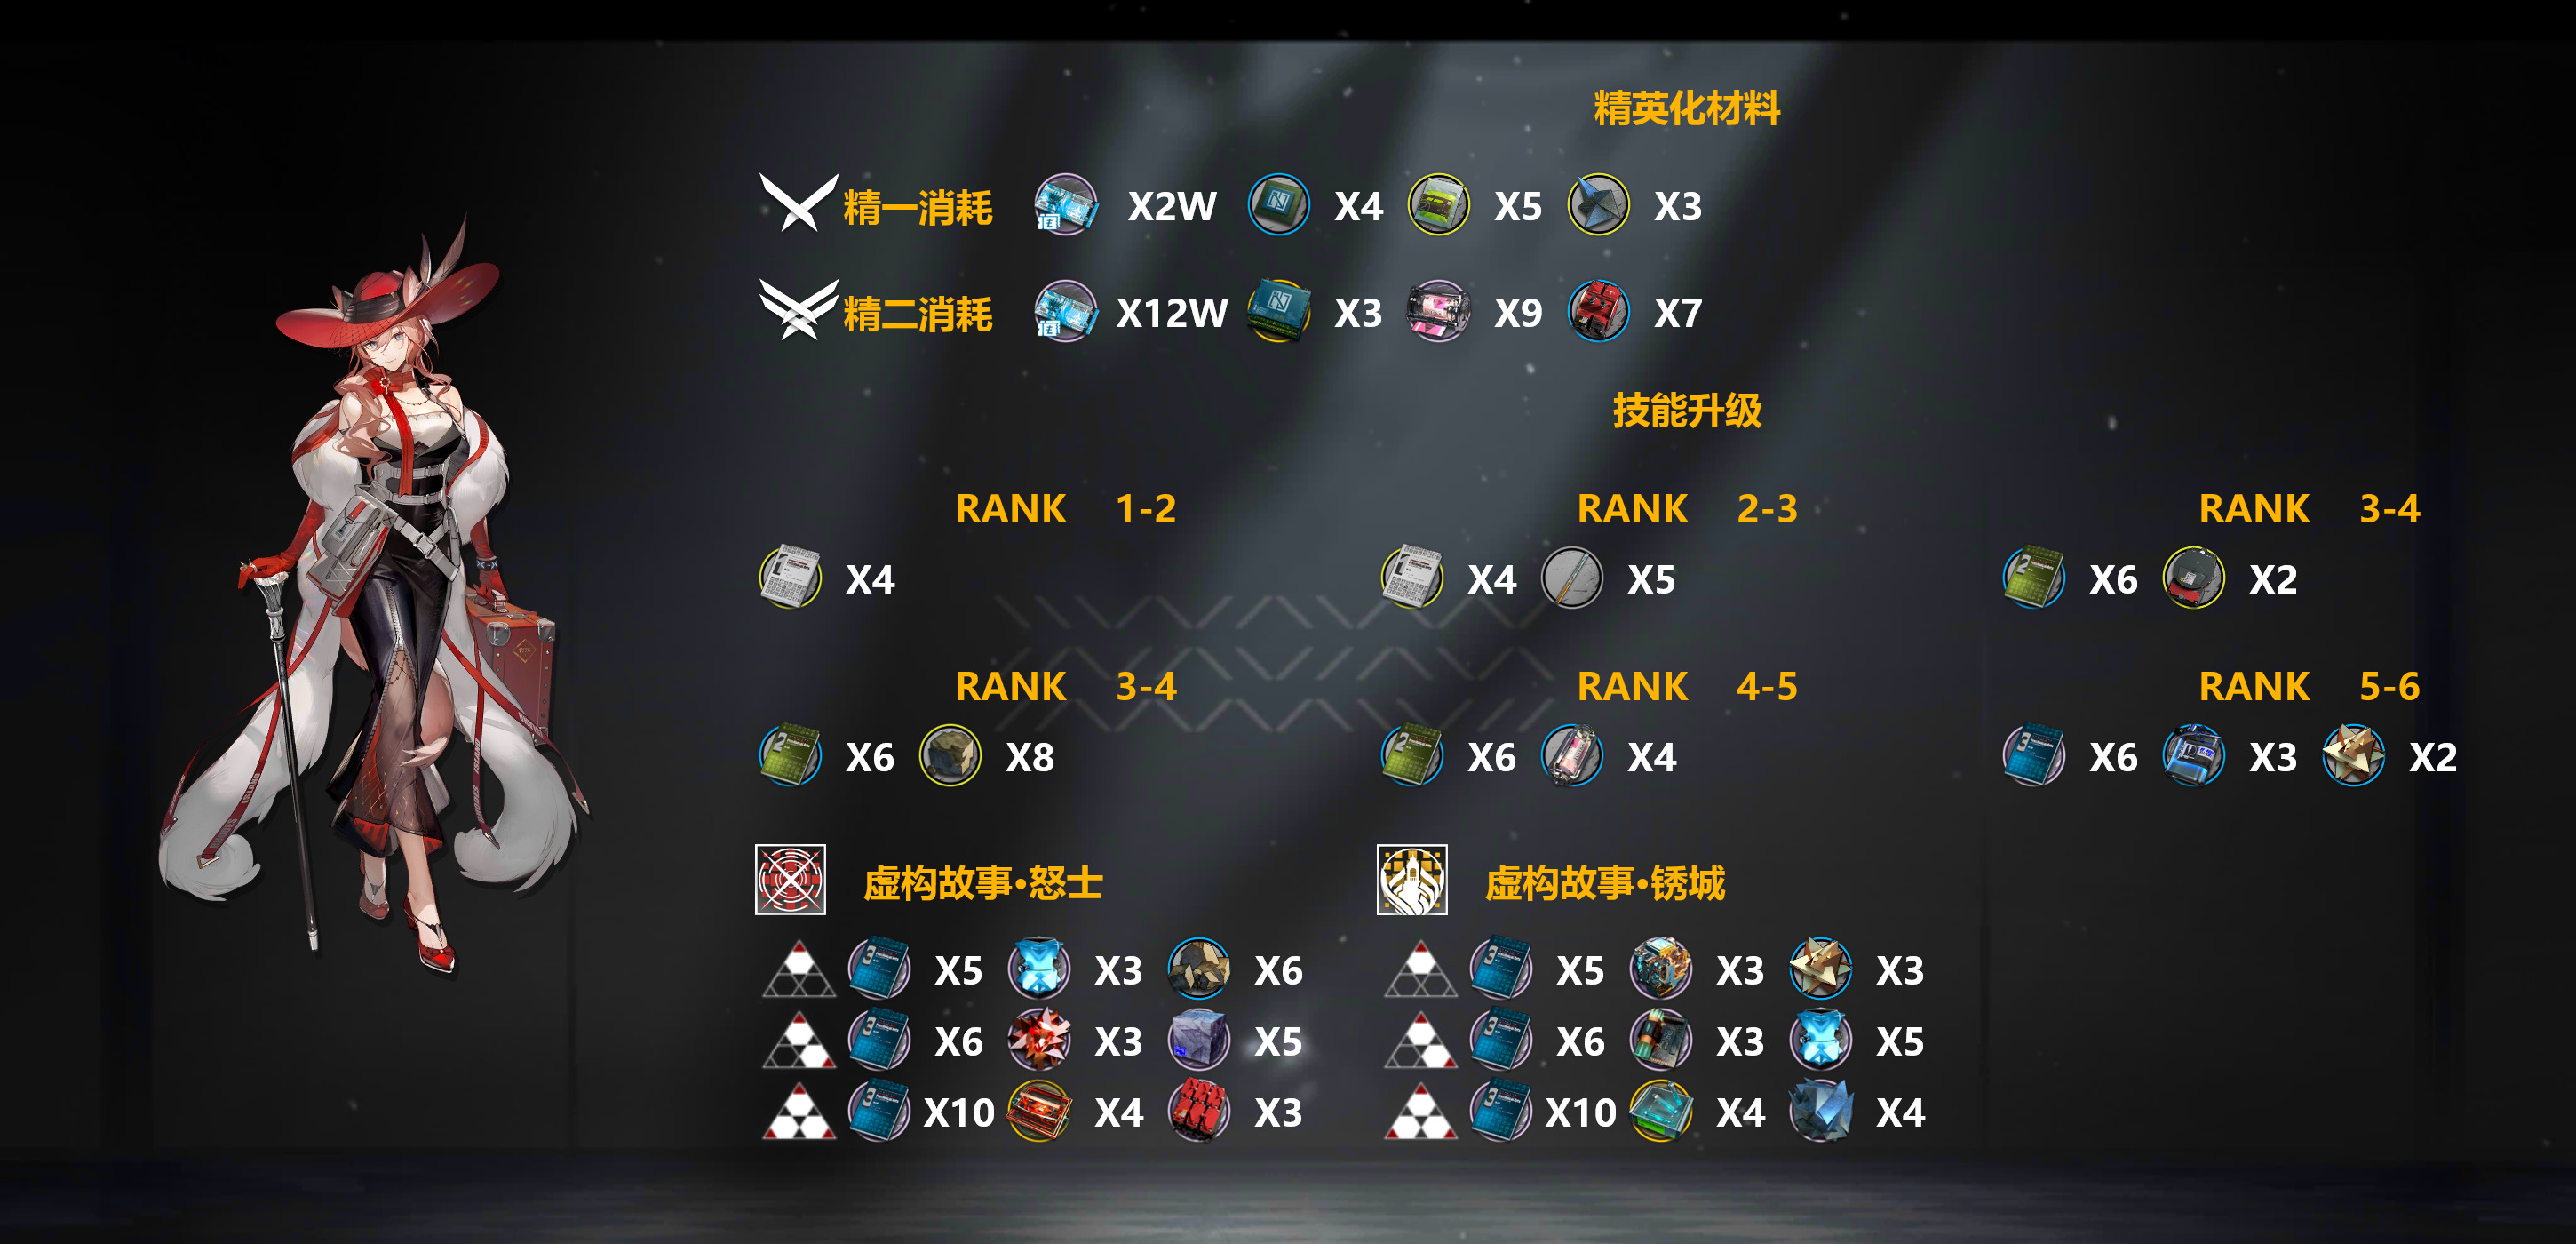 精英化材料
精一消耗 X2W X4 X5 X3
精二消耗 X12W X3 X9 X7
技能升级
RANK 1-2 RANK 2-3 RANK 3-4
X4 X4 X5 X6 X2
RANK 3-4 RANK 4-5 RANK 5-6
X6 X8 X6 X4 X6 X3 X2
虚构故事•怒士 虚构故事•锈城
X5 X3 X6 X5 X3 X3
X6 X3 X5 X6 X3 X5
X10 X4 X3 X10 X4 X4